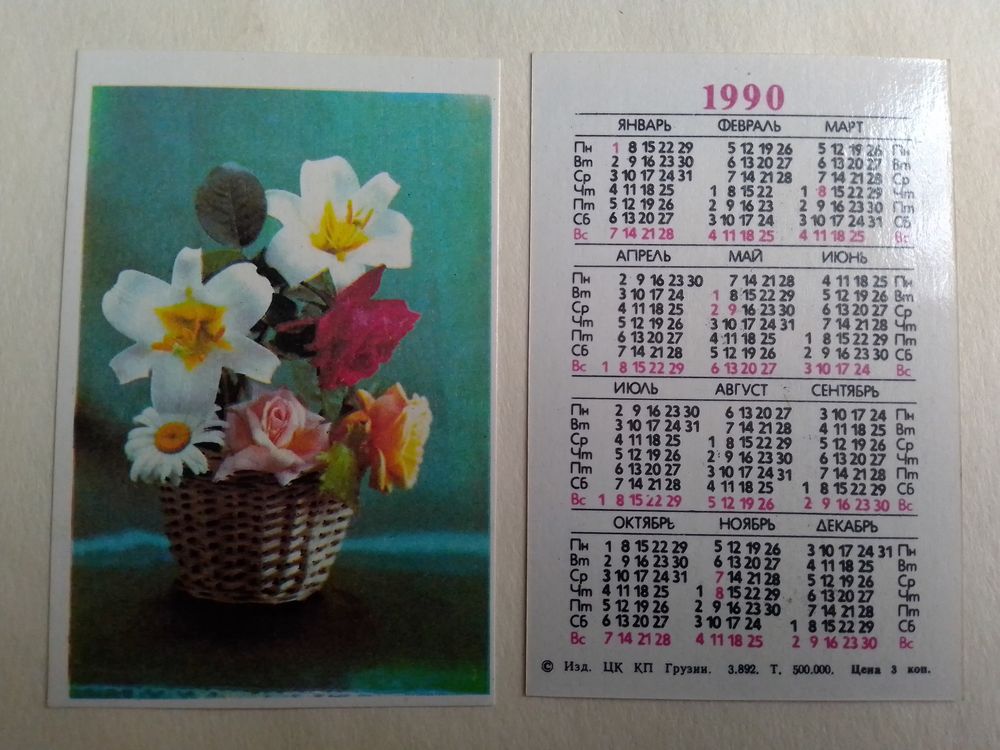 1990
ЯНВАРЬ ФЕВРАЛЬ МАРТ
Пн 1 8 15 22 29 5 12 19 26 5 12 19 26 Пн
Вт 2 9 16 23 30 6 13 20 27 6 13 20 27 Вт
Ср 3 10 17 24 31 7 14 21 28 7 14 21 28 Ср
Чт 4 11 18 25 1 8 15 22 1 8 15 22 29 Чт
Пт 5 12 19 26 2 9 16 23 2 9 16 23 30 Пт
Сб 6 13 20 27 3 10 17 24 3 10 17 24 31 Сб
Вс 7 14 21 28 4 11 18 25 4 11 18 25 Вс
АПРЕЛЬ МАЙ ИЮНЬ
Пн 2 9 16 23 30 7 14 21 28 4 11 18 25 Пн
Вт 3 10 17 24 1 8 15 22 29 5 12 19 26 Вт
Ср 4 11 18 25 2 9 16 23 30 6 13 20 27 Ср
Чт 5 12 19 26 3 10 17 24 31 7 14 21 28 Чт
Пт 6 13 20 27 4 11 18 25 1 8 15 22 29 Пт
Сб 7 14 21 28 5 12 19 26 2 9 16 23 30 Сб
Вс 1 8 15 22 29 6 13 20 27 3 10 17 24 Вс
ИЮЛЬ АВГУСТ СЕНТЯБРЬ
Пн 2 9 16 23 30 6 13 20 27 3 10 17 24 Пн
Вт 3 10 17 24 31 7 14 21 28 4 11 18 25 Вт
Ср 4 11 18 25 1 8 15 22 29 5 12 19 26 Ср
Чт 5 12 19 26 2 9 16 23 30 6 13 20 27 Чт
Пт 6 13 20 27 3 10 17 24 31 7 14 21 28 Пт
Сб 7 14 21 28 4 11 18 25 1 8 15 22 29 Сб
Вс 1 8 15 22 29 5 12 19 26 2 9 16 23 30 Вс
ОКТЯБРЬ НОЯБРЬ ДЕКАБРЬ
Пн 1 8 15 22 29 5 12 19 26 3 10 17 24 31 Пн
Вт 2 9 16 23 30 6 13 20 27 4 11 18 25 Вт
Ср 3 10 17 24 31 7 14 21 28 5 12 19 26 Ср
Чт 4 11 18 25 1 8 15 22 29 6 13 20 27 Чт
Пт 5 12 19 26 2 9 16 23 30 7 14 21 28 Пт
Сб 6 13 20 27 3 10 17 24 1 8 15 22 29 Сб
Вс 7 14 21 28 4 11 18 25 2 9 16 23 30 Вс
© Изд. ЦК КП Грузии. 3.892. Т. 500.000. Цена 3 коп.